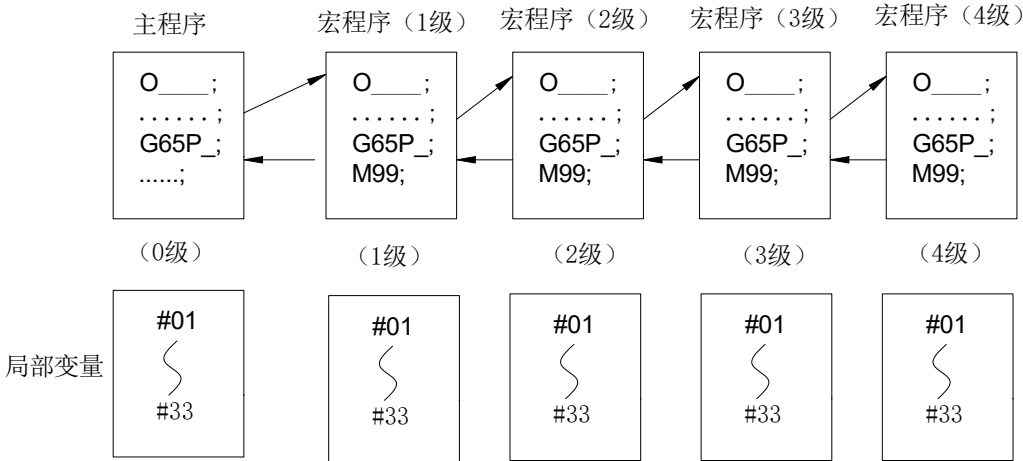 主程序
宏程序（1级）
宏程序（2级）
宏程序（3级）
宏程序（4级）
O____;
......;
G65P_;
......;
O____;
......;
G65P_;
M99;
O____;
......;
G65P_;
M99;
O____;
......;
G65P_;
M99;
O____;
......;
G65P_;
M99;
（0级）
（1级）
（2级）
（3级）
（4级）
局部变量
#01
#33
#01
#33
#01
#33
#01
#33
#01
#33